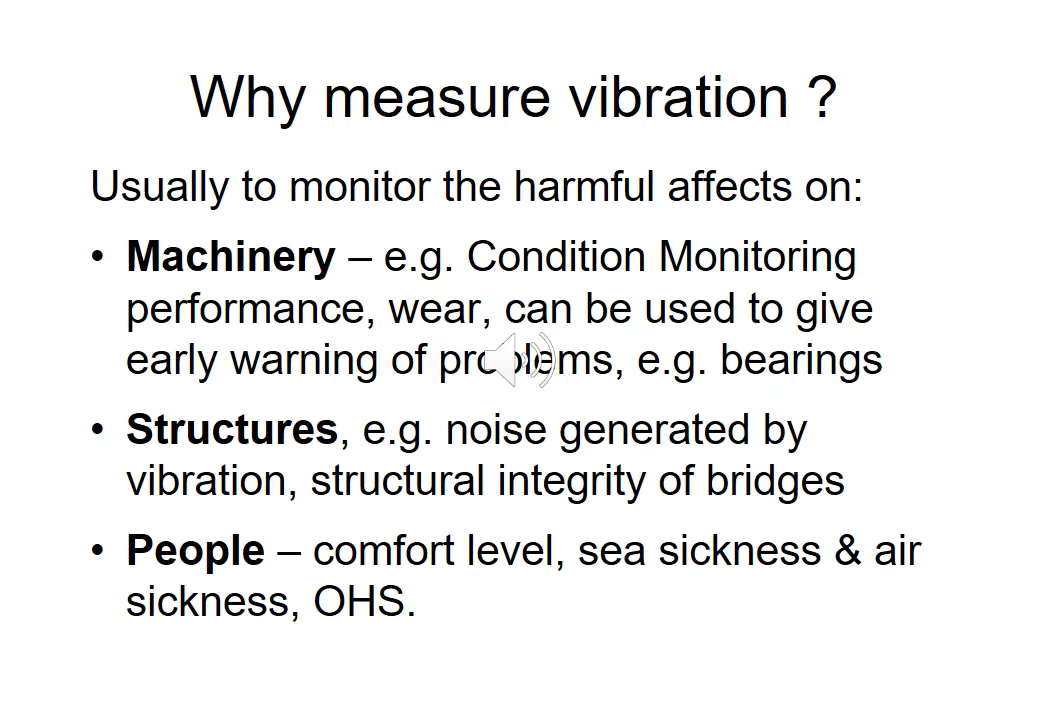 Why measure vibration ?
Usually to monitor the harmful affects on:
• Machinery – e.g. Condition Monitoring
performance, wear, can be used to give
early warning of problems, e.g. bearings
• Structures, e.g. noise generated by
vibration, structural integrity of bridges
• People – comfort level, sea sickness & air
sickness, OHS.